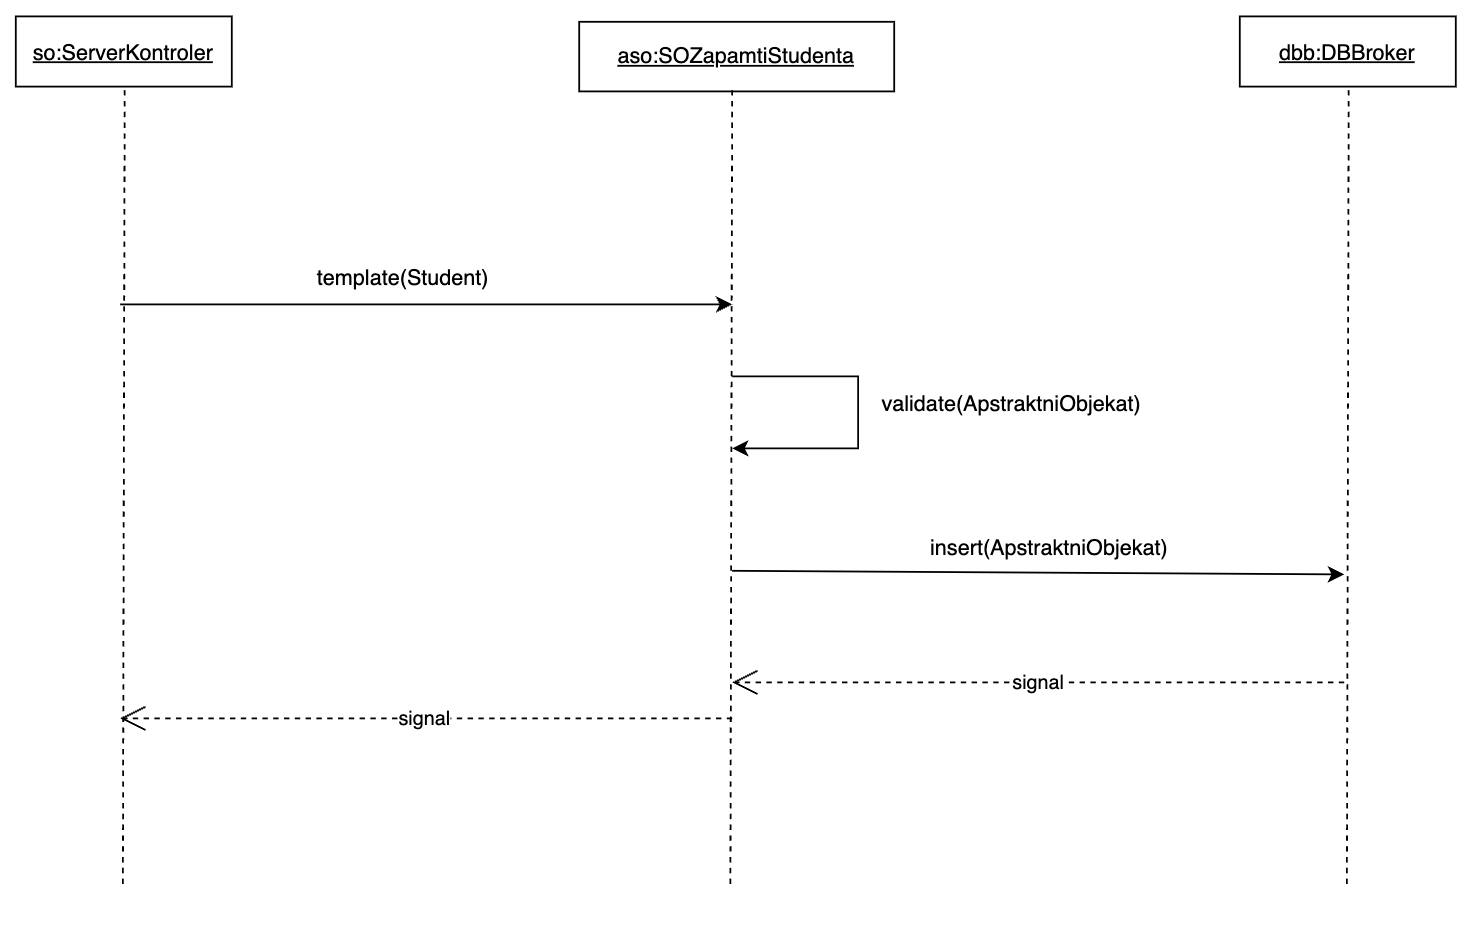 so:ServerKontroler
aso:SOZapamtiStudenta
dbb:DBBroker
template(Student)
validate(ApstraktniObjekat)
insert(ApstraktniObjekat)
signal
signal